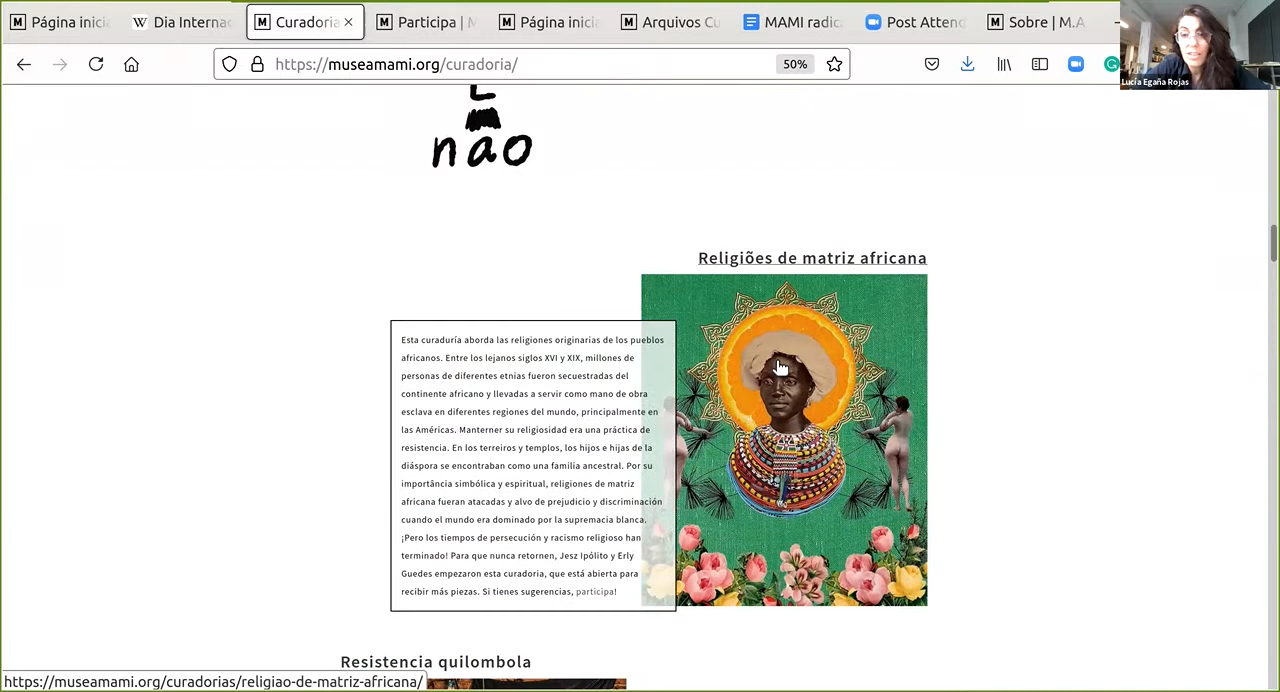 Página inici
Dia Internac
Curadoria
Participa | M
Página inicia
Arquivos Cu
MAMI radic
Post Attend
Sobre | M.A
https://museamami.org/curadoria/
50%
Lucía Egaña Rojas
não
Religiões de matriz africana
Esta curaduría aborda las religiones originarias de los pueblos
africanos. Entre los lejanos siglos XVI y XIX, millones de
personas de diferentes etnias fueron secuestradas del
continente africano y llevadas a servir como mano de obra
esclava en diferentes regiones del mundo, principalmente en
las Américas. Manterner su religiosidad era una práctica de
resistencia. En los terreiros y templos, los hijos e hijas de la
diáspora se encontraban como una familia ancestral. Por su
importância simbólica y espiritual, religiones de matriz
africana fueran atacadas y alvo de prejudicio y discriminación
cuando el mundo era dominado por la supremacia blanca.
¡Pero los tiempos de persecución y racismo religioso han
terminado! Para que nunca retornen, Jesz Ipólito y Erly
Guedes empezaron esta curadoria, que está abierta para
recibir más piezas. Si tienes sugerencias, participa!
Resistencia quilombola
https://museamami.org/curadorias/religiao-de-matriz-africana/